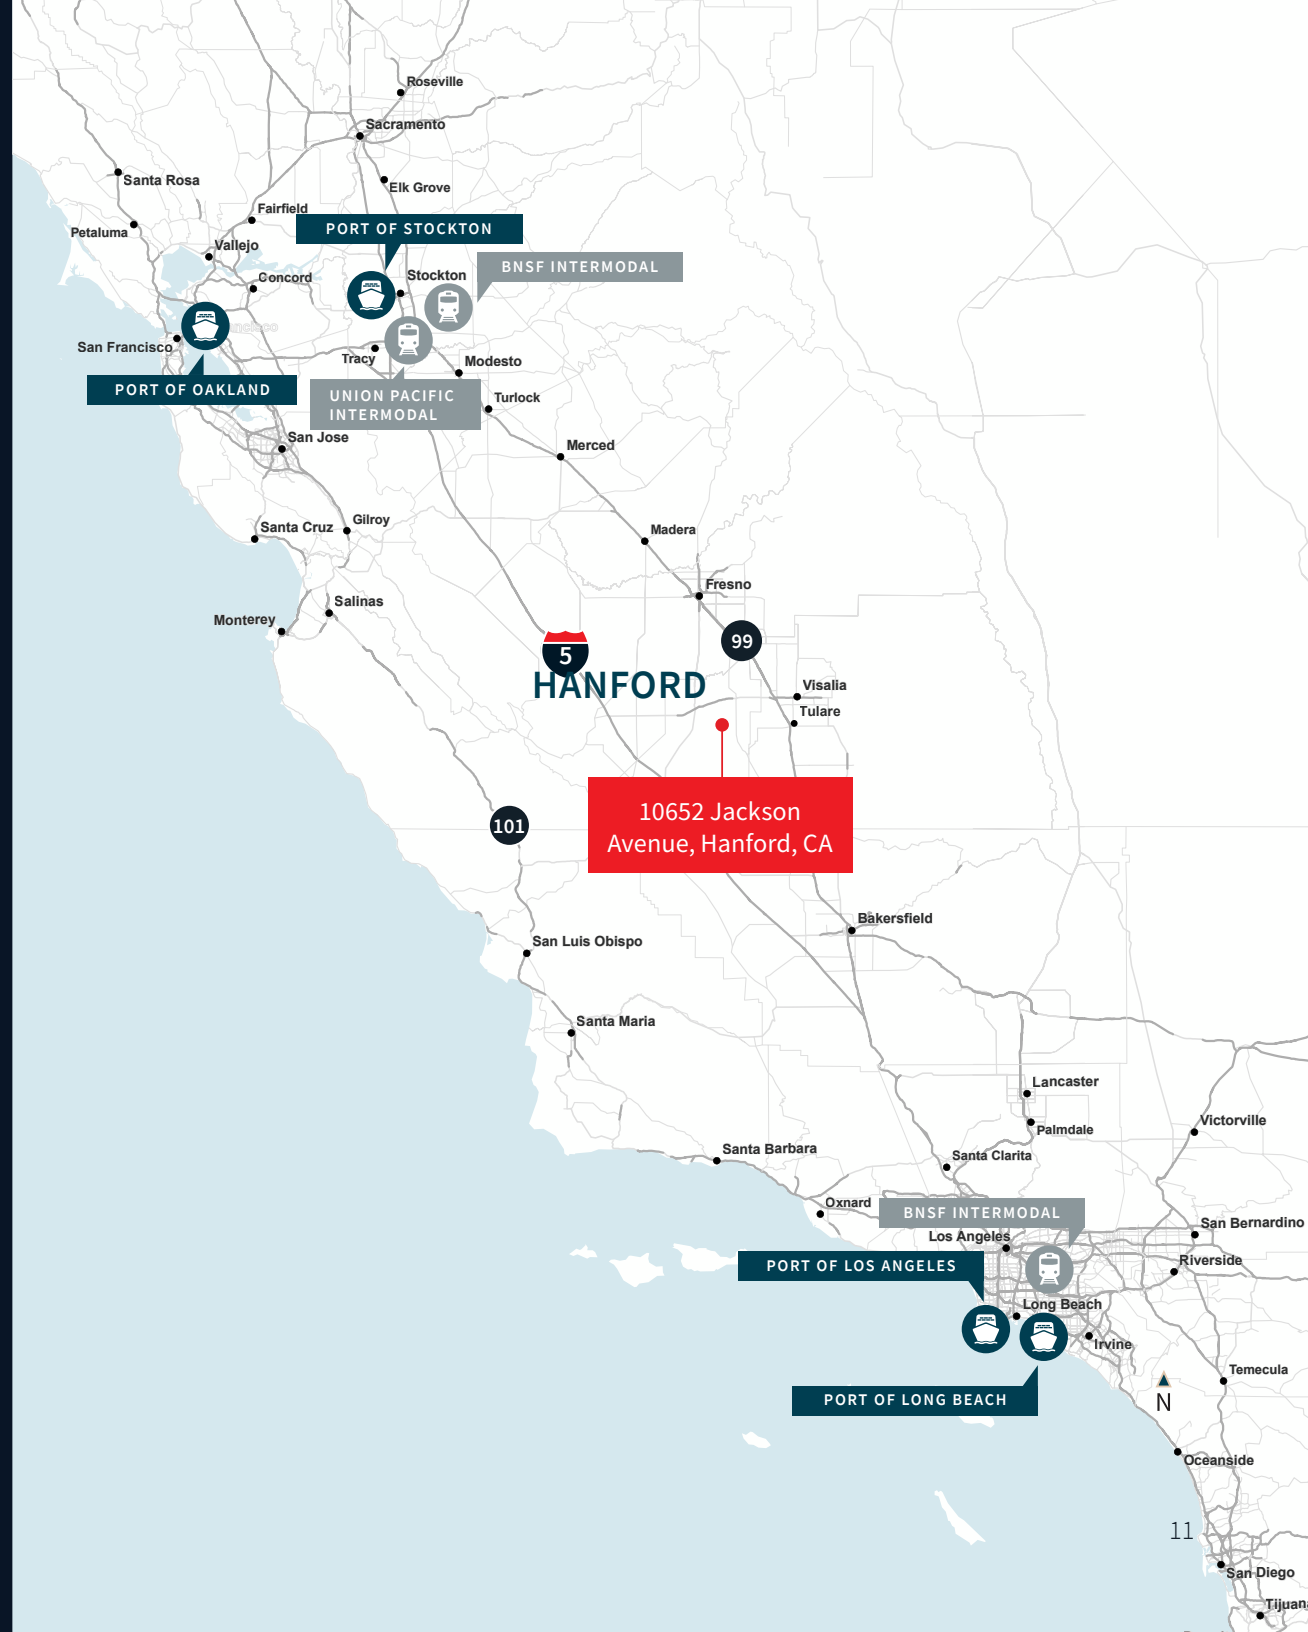 Roseville
Sacramento
Santa Rosa
Elk Grove
Fairfield
Petaluma
PORT OF STOCKTON
Vallejo
BNSF INTERMODAL
Concord
Stockton
San Francisco
Tracy
Modesto
PORT OF OAKLAND
UNION PACIFIC
INTERMODAL
Turlock
San Jose
Merced
Santa Cruz
Gilroy
Madera
Fresno
Salinas
Monterey
99
5
HANFORD
Visalia
Tulare
10652 Jackson
Avenue, Hanford, CA
101
Bakersfield
San Luis Obispo
Santa Maria
Lancaster
Victorville
Palmdale
Santa Barbara
Santa Clarita
Oxnard
BNSF INTERMODAL
San Bernardino
Los Angeles
Riverside
PORT OF LOS ANGELES
Long Beach
Irvine
Temecula
N
PORT OF LONG BEACH
Oceanside
11
San Diego
Tijuan